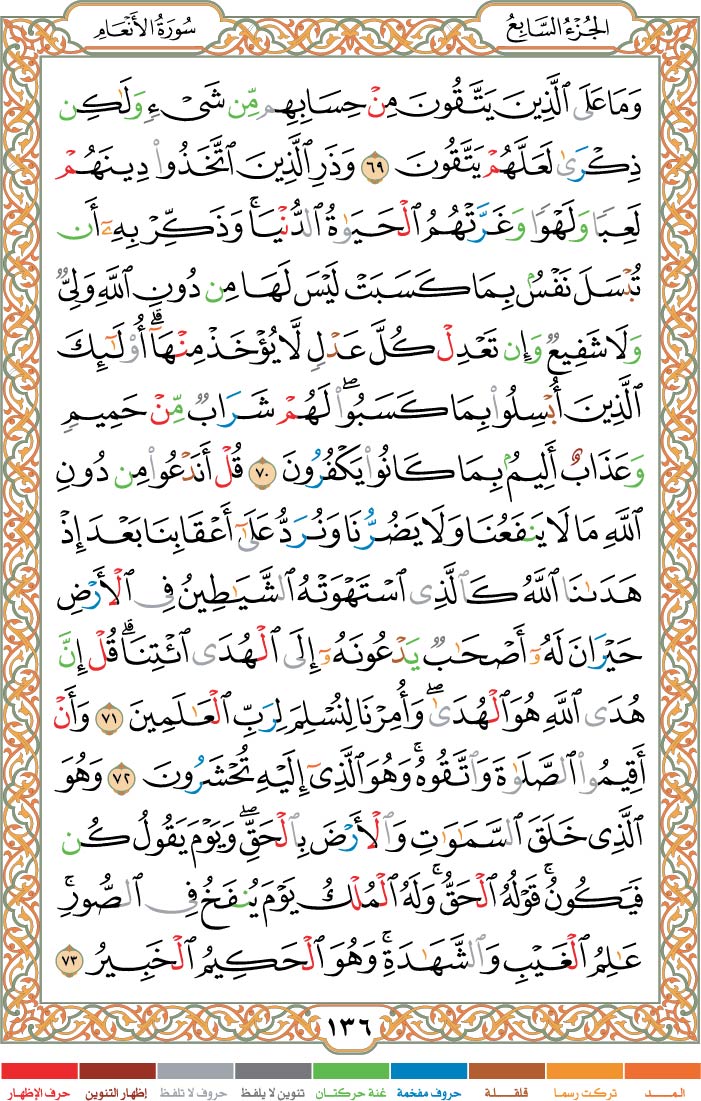 الجُزْءُ السَّابِعُ
سُورَةُ الأَنْعَامِ
وَمَا عَلَى ٱلَّذِينَ يَتَّقُونَ مِنْ حِسَابِهِم مِّن شَىْءٍ وَلَٰكِن
ذِكْرَىٰ لَعَلَّهُمْ يَتَّقُونَ ٦٩ وَذَرِ ٱلَّذِينَ ٱتَّخَذُوا۟ دِينَهُمْ
لَعِبًا وَلَهْوًا وَغَرَّتْهُمُ ٱلْحَيَوٰةُ ٱلدُّنْيَا ۚ وَذَكِّرْ بِهِۦٓ أَن
تُبْسَلَ نَفْسٌۢ بِمَا كَسَبَتْ لَيْسَ لَهَا مِن دُونِ ٱللَّهِ وَلِىٌّ
وَلَا شَفِيعٌ وَإِن تَعْدِلْ كُلَّ عَدْلٍ لَّا يُؤْخَذْ مِنْهَآ ۗ أُو۟لَٰٓئِكَ
ٱلَّذِينَ أُبْسِلُوا۟ بِمَا كَسَبُوا۟ ۖ لَهُمْ شَرَابٌ مِّنْ حَمِيمٍ
وَعَذَابٌ أَلِيمٌۢ بِمَا كَانُوا۟ يَكْفُرُونَ ٧٠ قُلْ أَنَدْعُوا۟ مِن دُونِ
ٱللَّهِ مَا لَا يَنفَعُنَا وَلَا يَضُرُّنَا وَنُرَدُّ عَلَىٰٓ أَعْقَابِنَا بَعْدَ إِذْ
هَدَىٰنَا ٱللَّهُ كَٱلَّذِى ٱسْتَهْوَتْهُ ٱلشَّيَٰطِينُ فِى ٱلْأَرْضِ
حَيْرَانَ لَهُۥٓ أَصْحَٰبٌ يَدْعُونَهُۥٓ إِلَى ٱلْهُدَى ٱئْتِنَا ۗ قُلْ إِنَّ
هُدَى ٱللَّهِ هُوَ ٱلْهُدَىٰ ۖ وَأُمِرْنَا لِنُسْلِمَ لِرَبِّ ٱلْعَٰلَمِينَ ٧١ وَأَنْ
أَقِيمُوا۟ ٱلصَّلَوٰةَ وَٱتَّقُوهُ ۚ وَهُوَ ٱلَّذِىٓ إِلَيْهِ تُحْشَرُونَ ٧٢ وَهُوَ
ٱلَّذِى خَلَقَ ٱلسَّمَٰوَٰتِ وَٱلْأَرْضَ بِٱلْحَقِّ ۖ وَيَوْمَ يَقُولُ كُن
فَيَكُونُ ۚ قَوْلُهُ ٱلْحَقُّ ۚ وَلَهُ ٱلْمُلْكُ يَوْمَ يُنفَخُ فِى ٱلصُّورِ ۚ
عَٰلِمُ ٱلْغَيْبِ وَٱلشَّهَٰدَةِ ۚ وَهُوَ ٱلْحَكِيمُ ٱلْخَبِيرُ ٧٣
١٣٦
المــد تركت رسما قلقـلة حروف مفخمة غنة حركتـان تنوين لا يلفظ حروف لا تلفظ إظهار التنوين حرف الإظهار